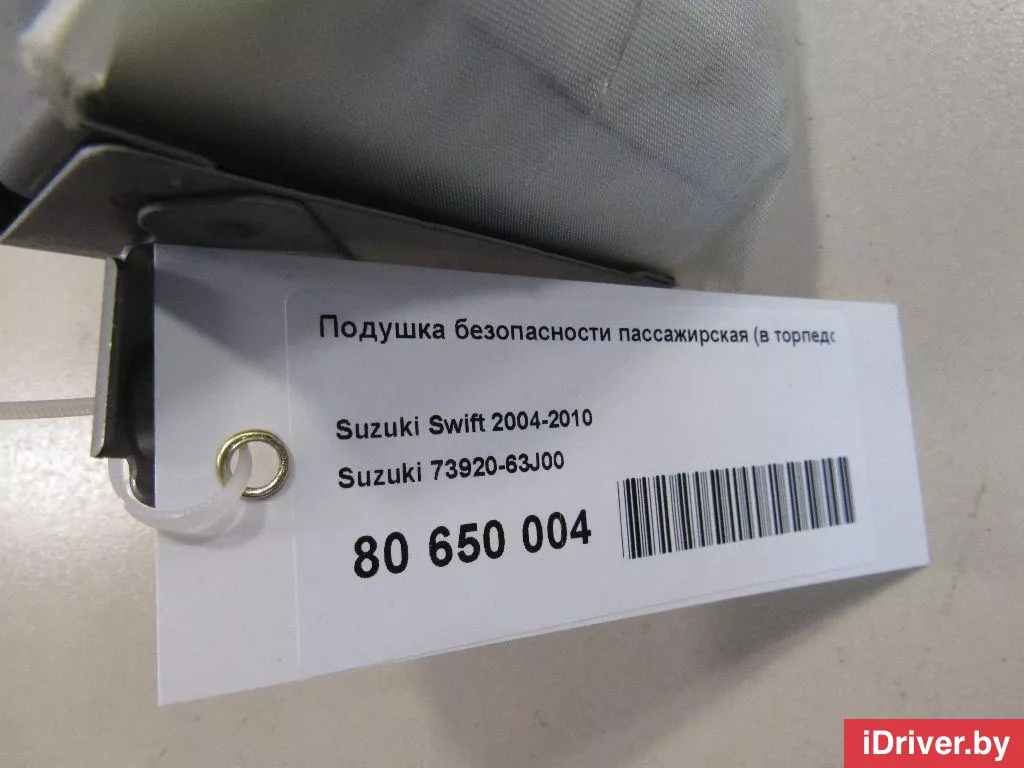 Подушка безопасности пассажирская (в торпедо
Suzuki Swift 2004-2010
Suzuki 73920-63J00
80 650 004
iDriver.by